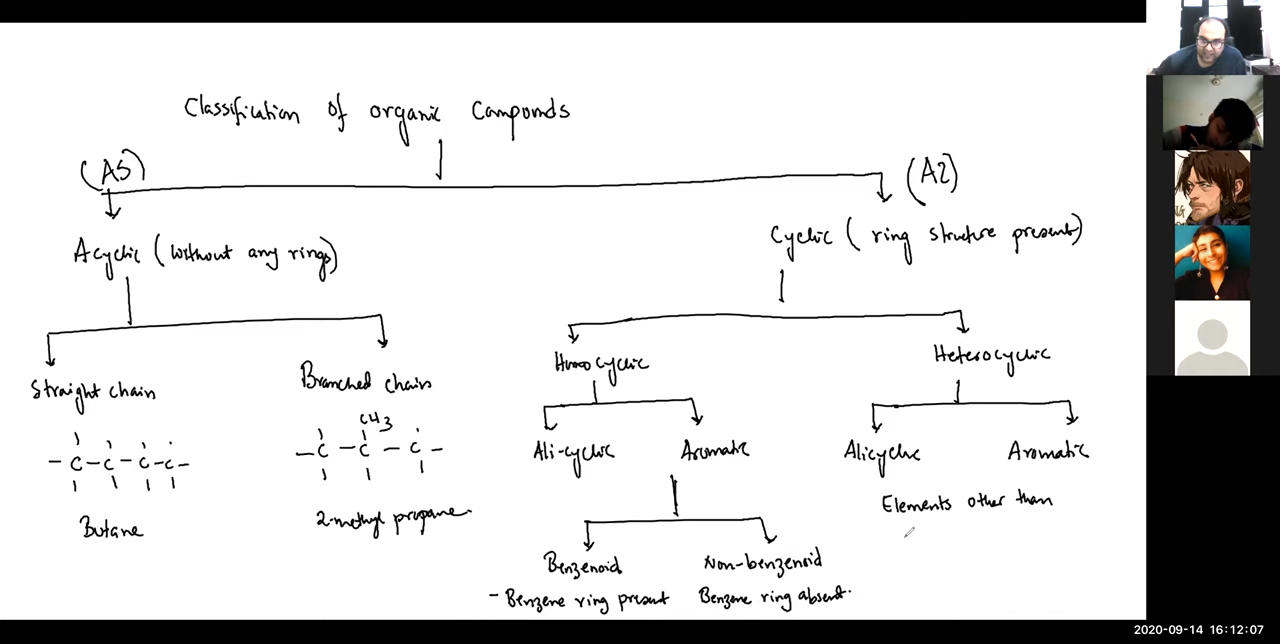 Classification of organic Compounds
(A5)
(A2)
Acyclic (without any rings)
Cyclic ( ring structure present)
Straight chain
Branched chain
Homocyclic
Heterocyclic
CH3
-C-C-C-C-
-C-C-C-
Ali-cyclic
Aromatic
Alicyclic
Aromatic
Butane
2-methyl propane.
Elements other than
Benzenoid
Non-benzenoid
- Benzene ring present
Benzene ring absent.
2020-09-14 16:12:07